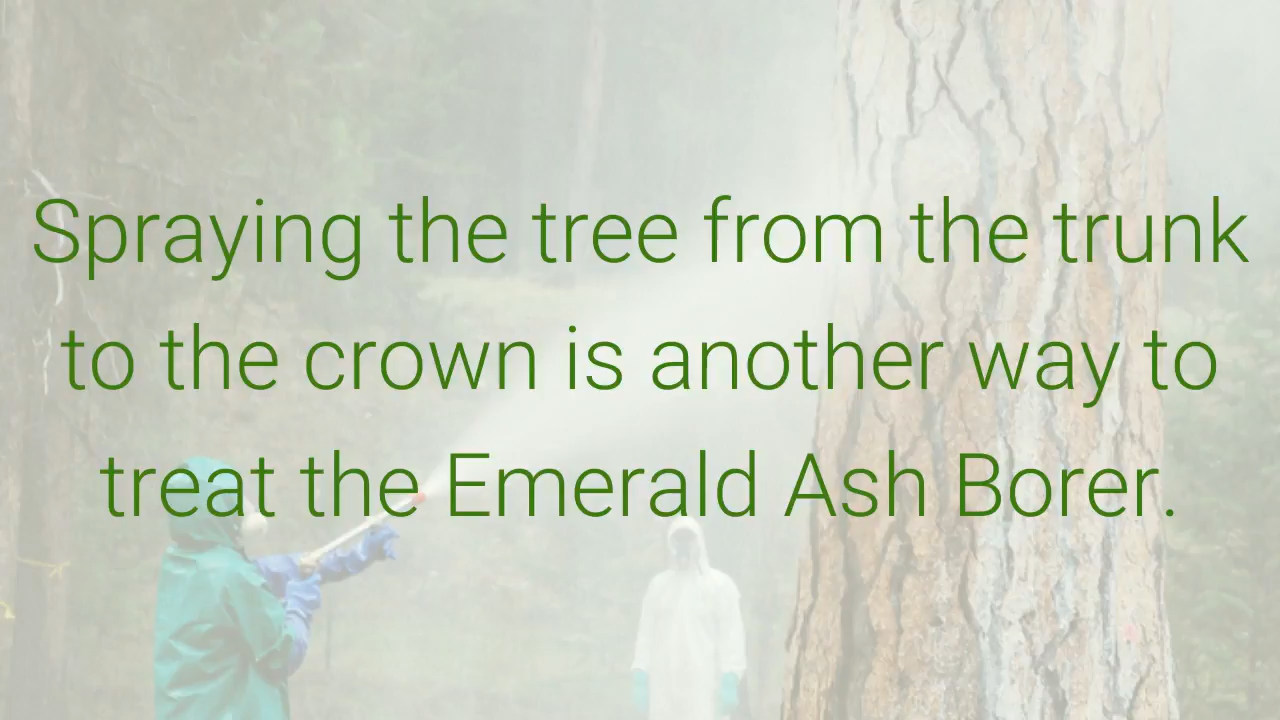 Spraying the tree from the trunk
to the crown is another way to
treat the Emerald Ash Borer.